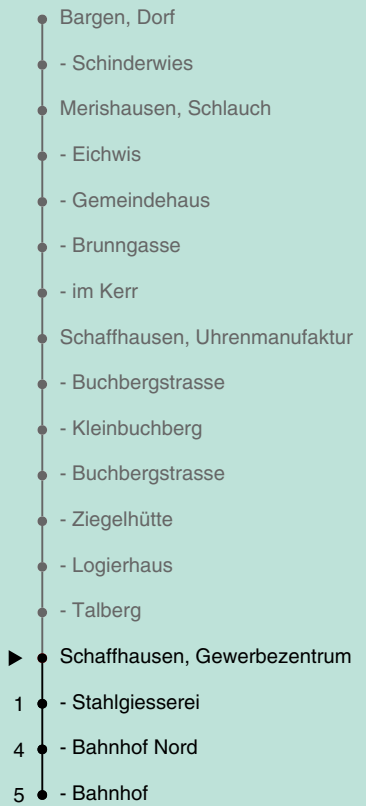 Bargen, Dorf
- Schinderwies
Merishausen, Schlauch
- Eichwis
- Gemeindehaus
- Brunngasse
- im Kerr
Schaffhausen, Uhrenmanufaktur
- Buchbergstrasse
- Kleinbuchberg
- Buchbergstrasse
- Ziegelhütte
- Logierhaus
- Talberg
Schaffhausen, Gewerbezentrum
1 - Stahlgiesserei
4 - Bahnhof Nord
5 - Bahnhof